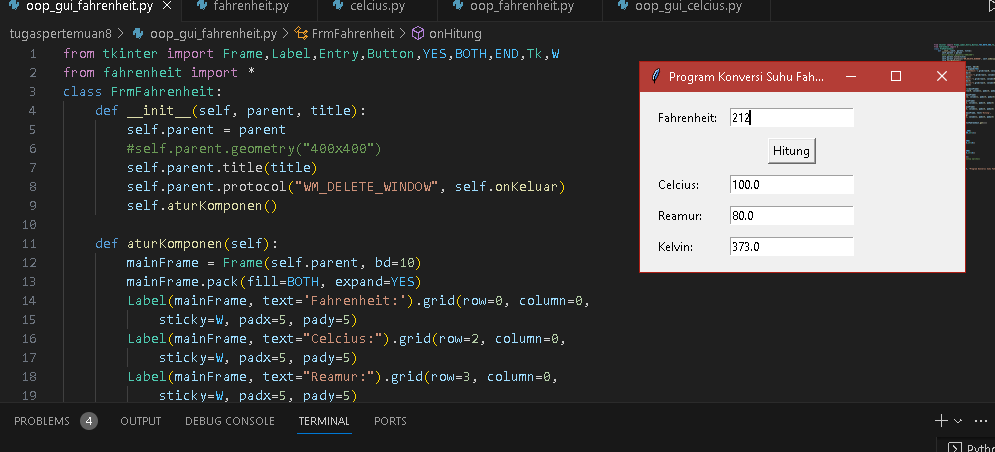 oop_gui_fahrenheit.py
fahrenheit.py
celcius.py
oop_fahrenheit.py
oop_gui_celcius.py
tugaspertemuan8 > oop_gui_fahrenheit.py > FrmFahrenheit > onHitung
1 from tkinter import Frame,Label,Entry,Button,YES,BOTH,END,Tk,W
2 from fahrenheit import *
3 class FrmFahrenheit:
4 def __init__(self, parent, title):
5 self.parent = parent
6 #self.parent.geometry("400x400")
7 self.parent.title(title)
8 self.parent.protocol("WM_DELETE_WINDOW", self.onKeluar)
9 self.aturKomponen()
10
11 def aturKomponen(self):
12 mainFrame = Frame(self.parent, bd=10)
13 mainFrame.pack(fill=BOTH, expand=YES)
14 Label(mainFrame, text='Fahrenheit:').grid(row=0, column=0,
15 sticky=W, padx=5, pady=5)
16 Label(mainFrame, text="Celcius:").grid(row=2, column=0,
17 sticky=W, padx=5, pady=5)
18 Label(mainFrame, text="Reamur:").grid(row=3, column=0,
19 sticky=W, padx=5, pady=5)
Program Konversi Suhu Fah...
Fahrenheit: 212
Hitung
Celcius: 100.0
Reamur: 80.0
Kelvin: 373.0
PROBLEMS 4 OUTPUT DEBUG CONSOLE TERMINAL PORTS